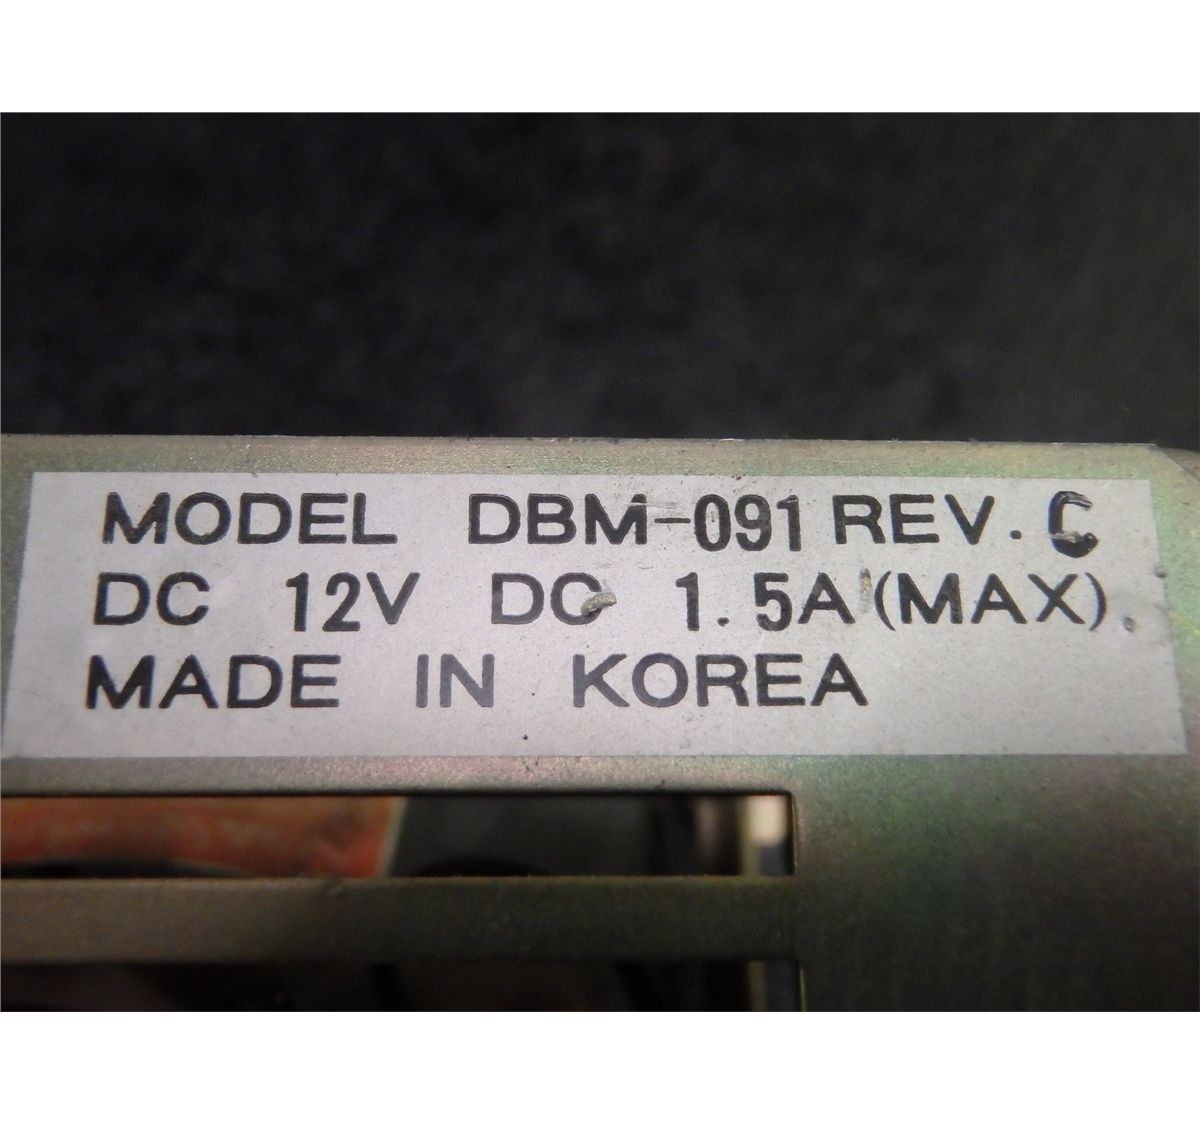 MODEL DBM-091 REV. C
DC 12V DC 1.5A (MAX)
MADE IN KOREA